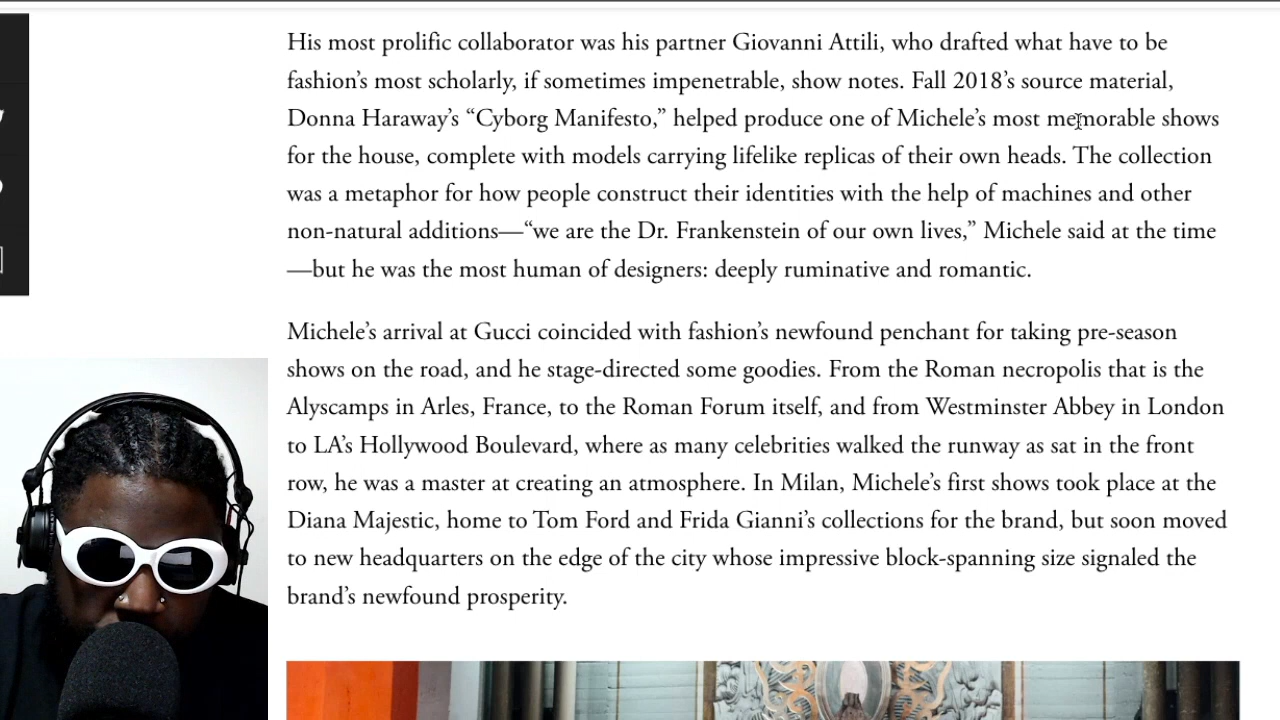 His most prolific collaborator was his partner Giovanni Attili, who drafted what have to be
fashion’s most scholarly, if sometimes impenetrable, show notes. Fall 2018’s source material,
Donna Haraway’s “Cyborg Manifesto,” helped produce one of Michele’s most memorable shows
for the house, complete with models carrying lifelike replicas of their own heads. The collection
was a metaphor for how people construct their identities with the help of machines and other
non-natural additions—“we are the Dr. Frankenstein of our own lives,” Michele said at the time
—but he was the most human of designers: deeply ruminative and romantic.
Michele’s arrival at Gucci coincided with fashion’s newfound penchant for taking pre-season
shows on the road, and he stage-directed some goodies. From the Roman necropolis that is the
Alyscamps in Arles, France, to the Roman Forum itself, and from Westminster Abbey in London
to LA’s Hollywood Boulevard, where as many celebrities walked the runway as sat in the front
row, he was a master at creating an atmosphere. In Milan, Michele’s first shows took place at the
Diana Majestic, home to Tom Ford and Frida Gianni’s collections for the brand, but soon moved
to new headquarters on the edge of the city whose impressive block-spanning size signaled the
brand’s newfound prosperity.